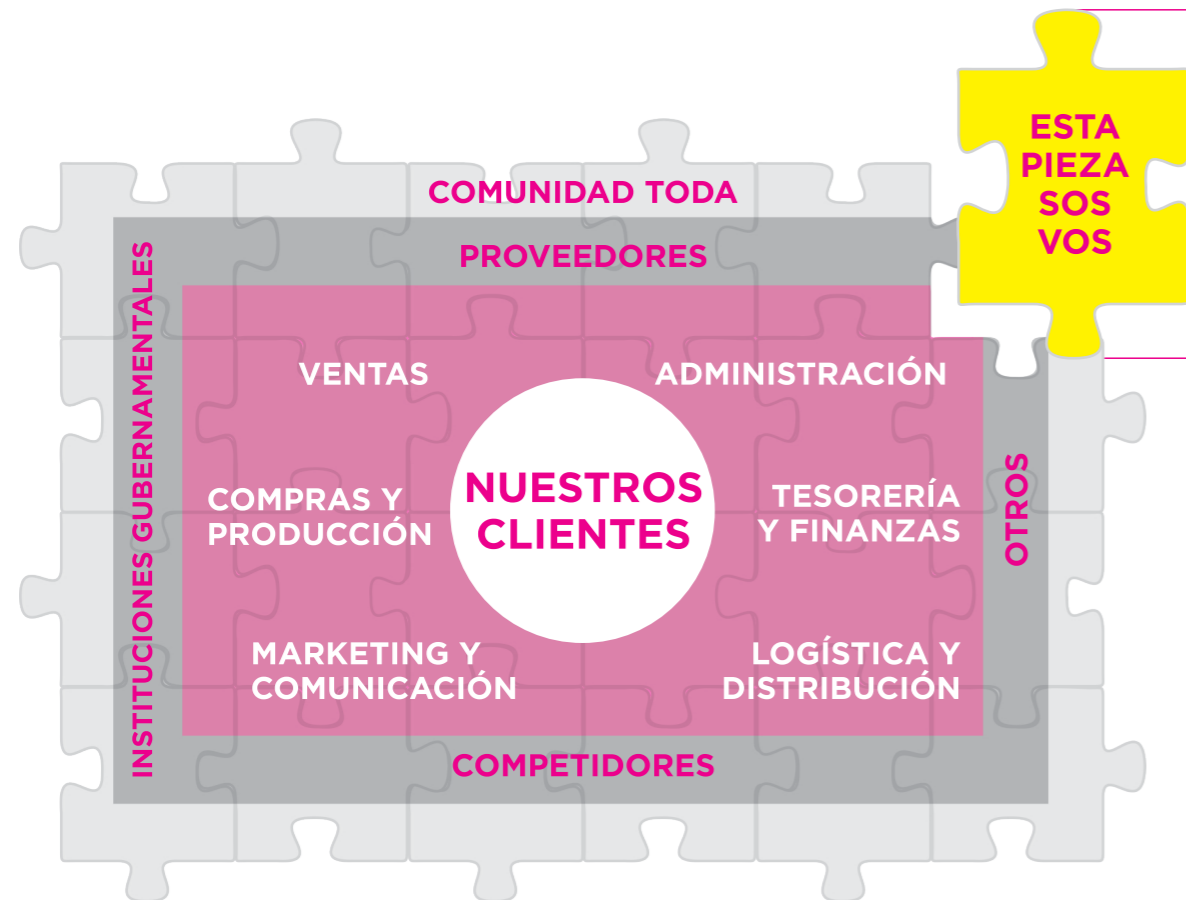 ESTA
PIEZA
SOS
VOS
COMUNIDAD TODA
PROVEEDORES
INSTITUCIONES GUBERNAMENTALES
VENTAS
ADMINISTRACIÓN
COMPRAS Y
PRODUCCIÓN
NUESTROS
CLIENTES
TESORERÍA
Y FINANZAS
OTROS
MARKETING Y
COMUNICACIÓN
LOGÍSTICA Y
DISTRIBUCIÓN
COMPETIDORES